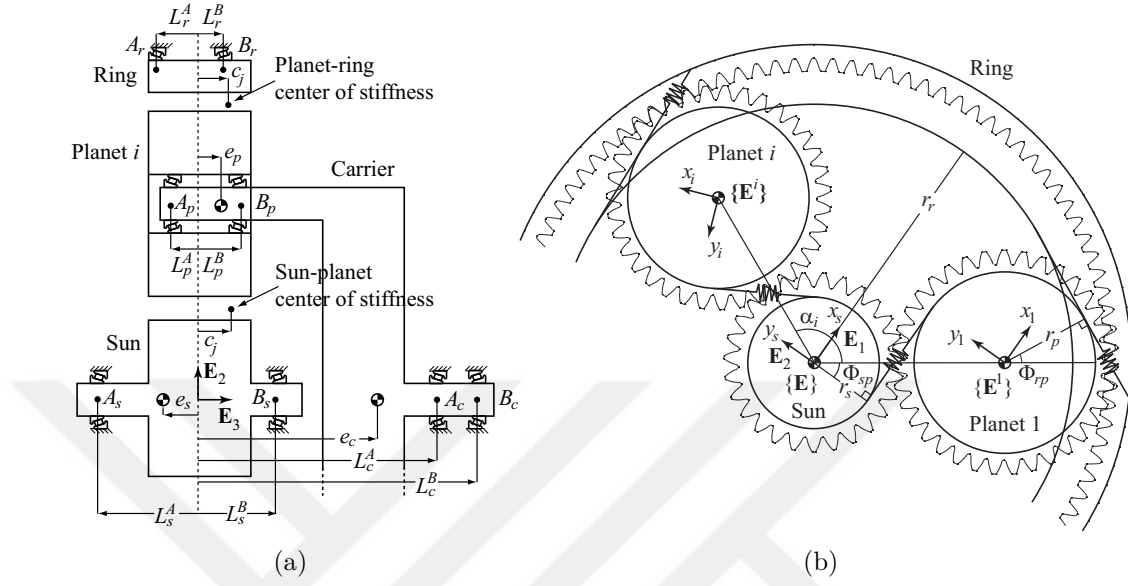 L_r^A L_r^B
A_r B_r
Ring
c_j
Planet-ring
center of stiffness
Planet i
e_p
Carrier
A_p B_p
L_p^A L_p^B
Sun-planet
center of stiffness
c_j
Sun
E_2
A_s B_s A_c B_c
e_s E_3
e_c
L_c^A
L_c^B
L_s^A L_s^B
(a)
Ring
Planet i
x_i {E^i}
r_r
y_i
α_i x_s
y_s E_1
E_2 Φ_sp
{E} r_s
Sun
x_1
y_1 r_p
Φ_rp
{E^1}
Planet 1
(b)